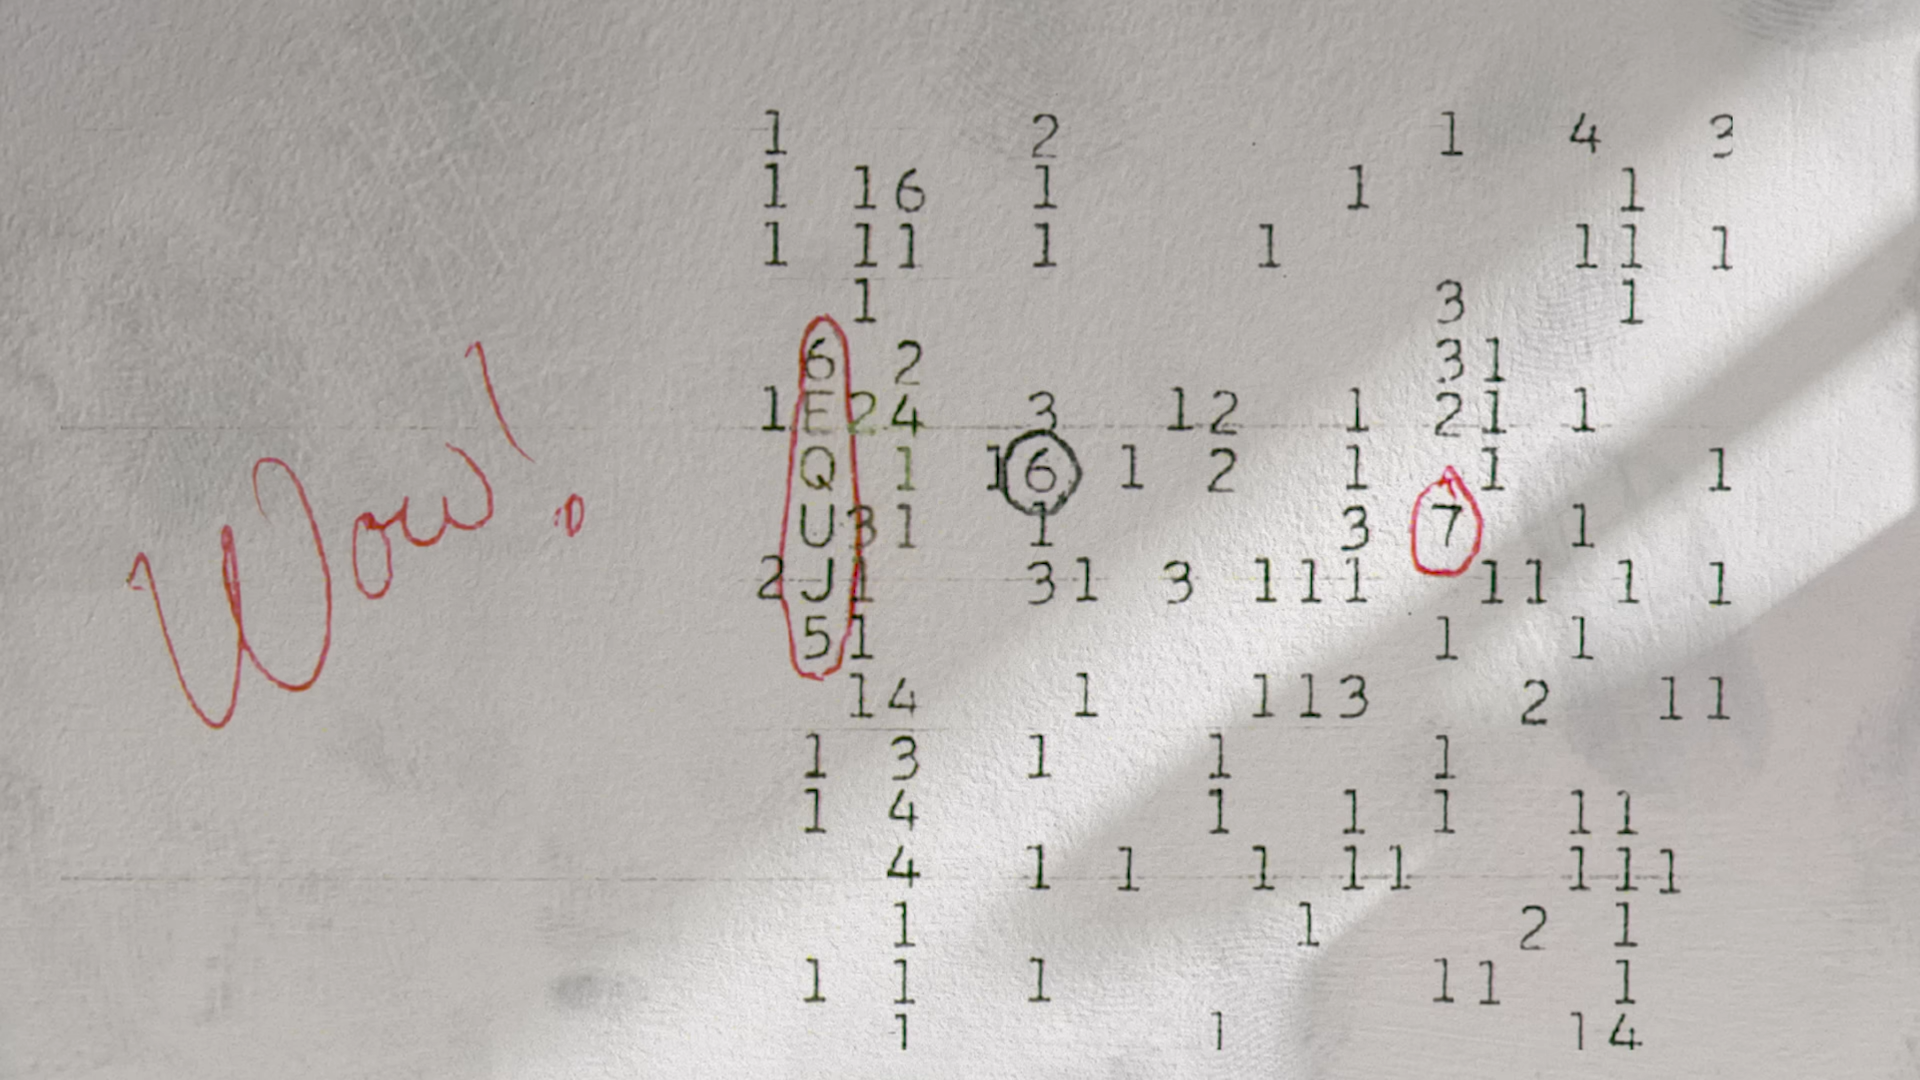 1 2 1 4 3
1 16 1 1 1
1 11 1 1 11 1
1 3 1
6 2 31
1E24 3 12 1 21 1
Q 1 16 1 2 1 1 1
U31 1 3 7 1
2J1 31 3 111 11 1 1
51 1 1
14 1 113 2 11
1 3 1 1 1
1 4 1 1 1 11
4 1 1 1 11 111
1 1 2 1
1 1 1 11 1
1 1 14
Wow!